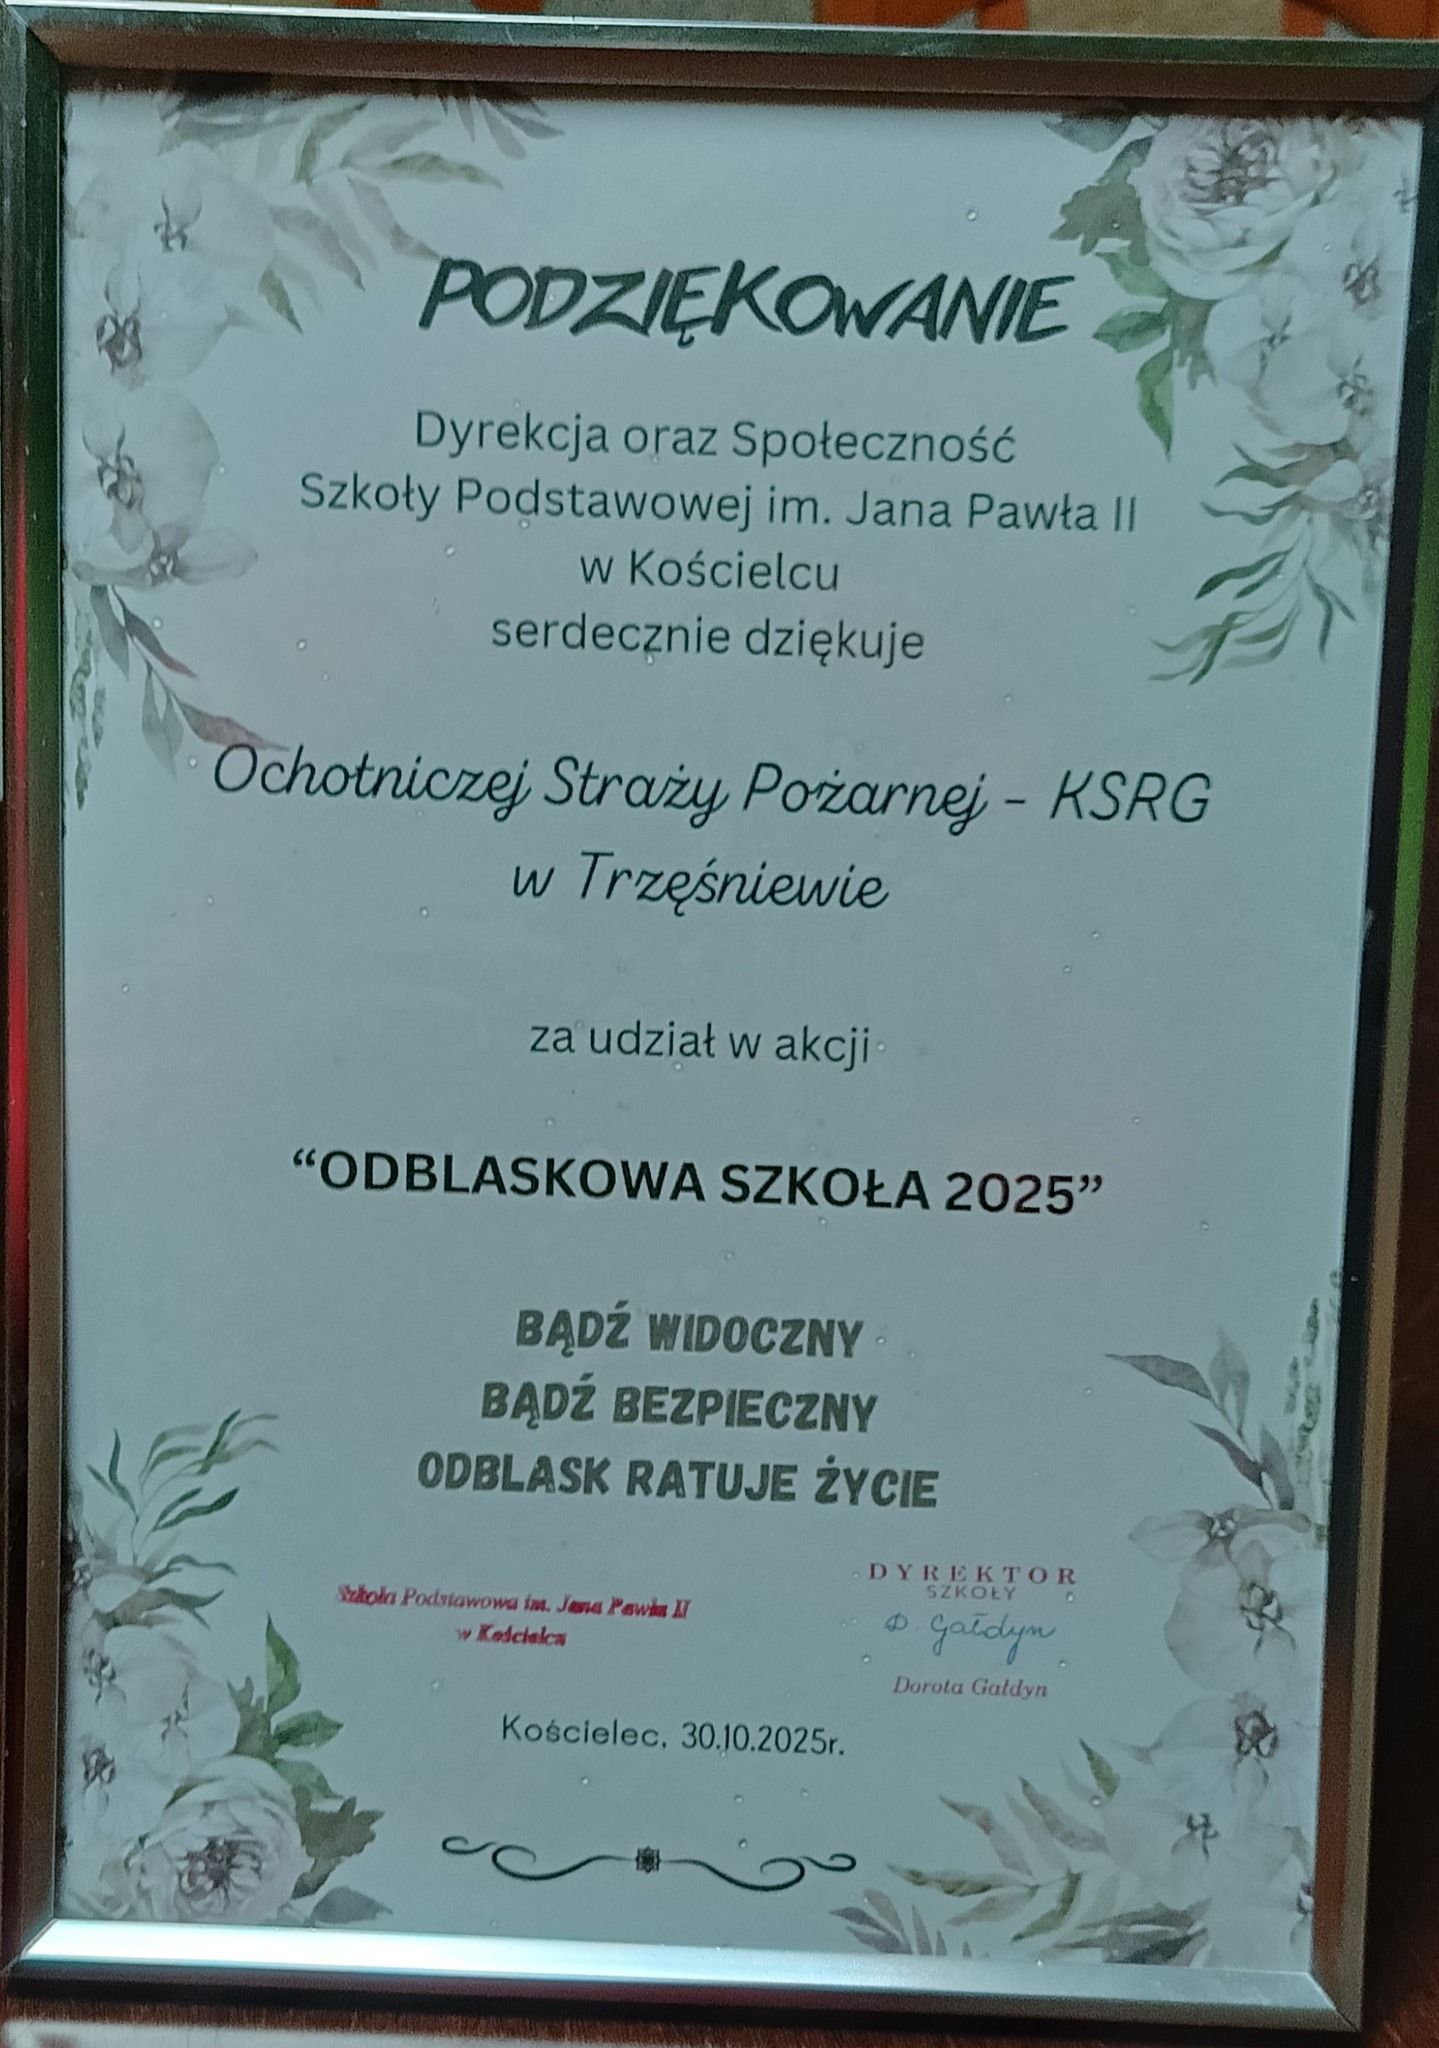 PODZIĘKOWANIE
Dyrekcja oraz Społeczność
Szkoły Podstawowej im. Jana Pawła II
w Kościelcu
serdecznie dziękuje
Ochotniczej Straży Pożarnej - KSRG
w Trzęśniewie
za udział w akcji
“ODBLASKOWA SZKOŁA 2025”
BĄDŹ WIDOCZNY
BĄDŹ BEZPIECZNY
ODBLASK RATUJE ŻYCIE
Szkoła Podstawowa im. Jana Pawła II
w Kościelcu
DYREKTOR
SZKOŁY
D. Gałdyn
Dorota Gałdyn
Kościelec, 30.10.2025r.